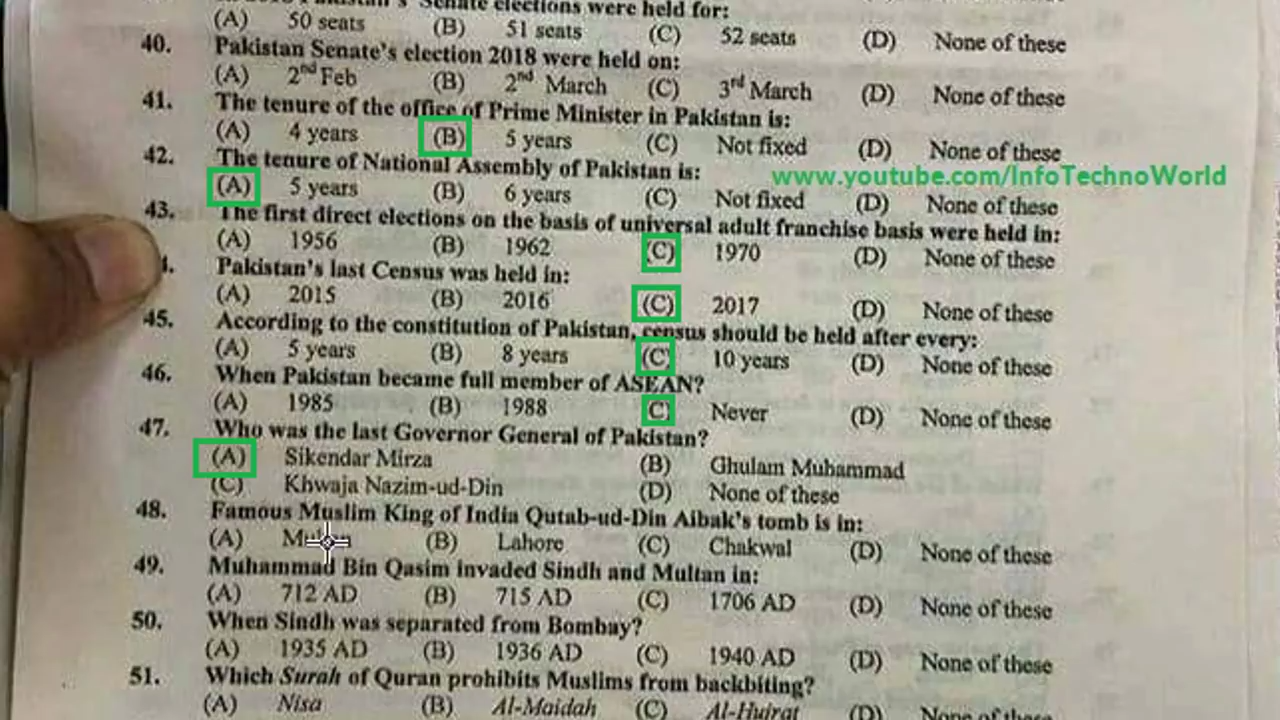 Senate elections were held for:
(A) 50 seats (B) 51 seats (C) 52 seats (D) None of these
40. Pakistan Senate's election 2018 were held on:
(A) 2nd Feb (B) 2nd March (C) 3rd March (D) None of these
41. The tenure of the office of Prime Minister in Pakistan is:
(A) 4 years (B) 5 years (C) Not fixed (D) None of these
42. The tenure of National Assembly of Pakistan is:
www.youtube.com/InfoTechnoWorld
(A) 5 years (B) 6 years (C) Not fixed (D) None of these
43. The first direct elections on the basis of universal adult franchise basis were held in:
(A) 1956 (B) 1962 (C) 1970 (D) None of these
Pakistan's last Census was held in:
(A) 2015 (B) 2016 (C) 2017 (D) None of these
45. According to the constitution of Pakistan, census should be held after every:
(A) 5 years (B) 8 years (C) 10 years (D) None of these
46. When Pakistan became full member of ASEAN?
(A) 1985 (B) 1988 (C) Never (D) None of these
47. Who was the last Governor General of Pakistan?
(A) Sikendar Mirza (B) Ghulam Muhammad
(C) Khwaja Nazim-ud-Din (D) None of these
48. Famous Muslim King of India Qutab-ud-Din Aibak's tomb is in:
(A) (B) Lahore (C) Chakwal (D) None of these
49. Muhammad Bin Qasim invaded Sindh and Multan in:
(A) 712 AD (B) 715 AD (C) 1706 AD (D) None of these
50. When Sindh was separated from Bombay?
(A) 1935 AD (B) 1936 AD (C) 1940 AD (D) None of these
51. Which Surah of Quran prohibits Muslims from backbiting?
(A) Nisa (B) Al-Maidah (C) Al-Hujrat (D) None of these